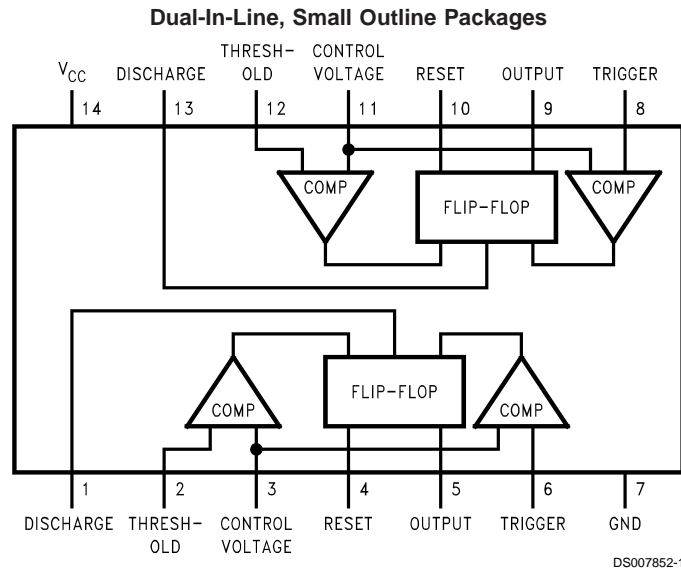 Dual-In-Line, Small Outline Packages
VCC DISCHARGE THRESH-OLD CONTROL VOLTAGE RESET OUTPUT TRIGGER
14 13 12 11 10 9 8
COMP FLIP-FLOP COMP
COMP FLIP-FLOP COMP
1 2 3 4 5 6 7
DISCHARGE THRESH-OLD CONTROL VOLTAGE RESET OUTPUT TRIGGER GND
DS007852-1